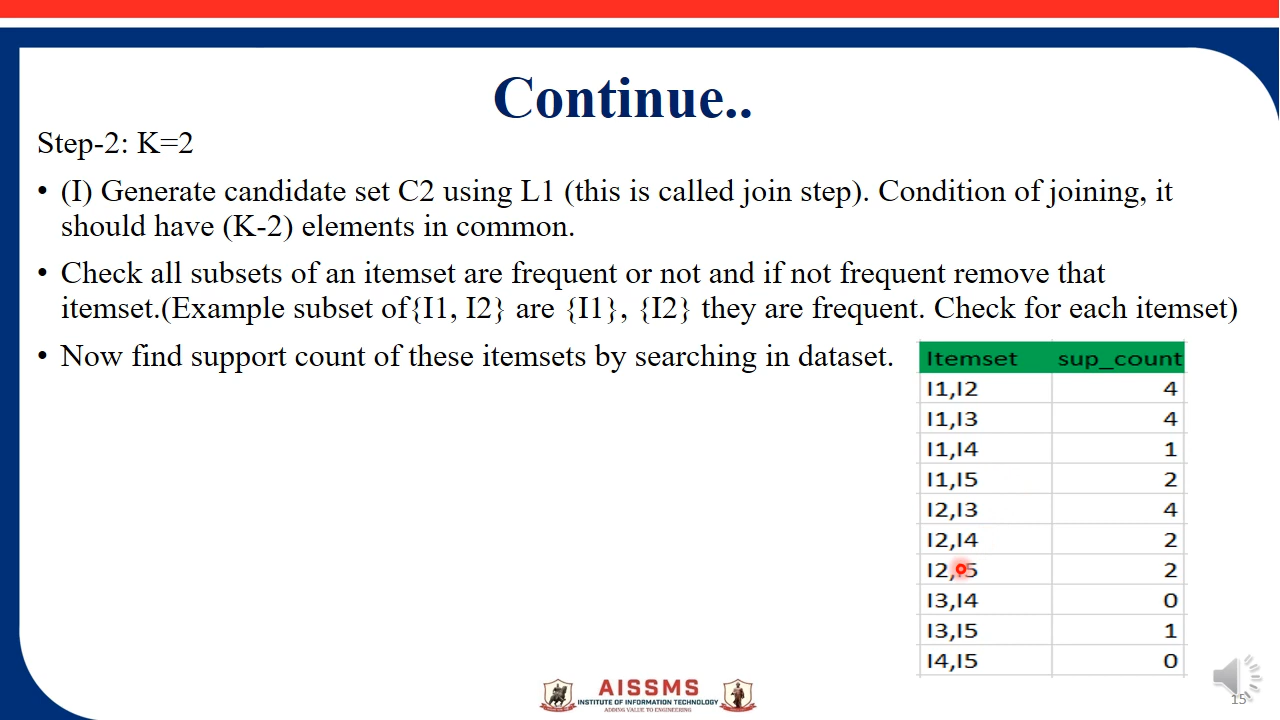 Continue..
Step-2: K=2
• (I) Generate candidate set C2 using L1 (this is called join step). Condition of joining, it
should have (K-2) elements in common.
• Check all subsets of an itemset are frequent or not and if not frequent remove that
itemset.(Example subset of{I1, I2} are {I1}, {I2} they are frequent. Check for each itemset)
• Now find support count of these itemsets by searching in dataset.
Itemset sup_count
I1,I2 4
I1,I3 4
I1,I4 1
I1,I5 2
I2,I3 4
I2,I4 2
I2,I5 2
I3,I4 0
I3,I5 1
I4,I5 0
AISSMS
INSTITUTE OF INFORMATION TECHNOLOGY
ADDING VALUE TO ENGINEERING
15